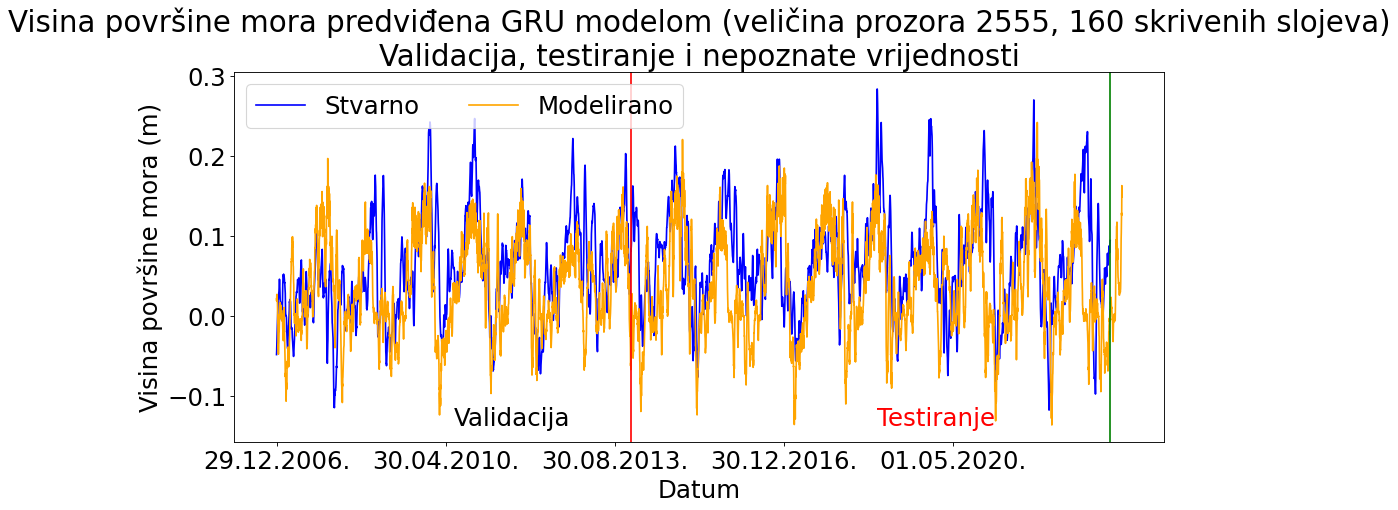 Visina površine mora predviđena GRU modelom (veličina prozora 2555, 160 skrivenih slojeva)
Validacija, testiranje i nepoznate vrijednosti
Stvarno Modelirano
Visina površine mora (m)
0.3
0.2
0.1
0.0
−0.1
Validacija Testiranje
29.12.2006. 30.04.2010. 30.08.2013. 30.12.2016. 01.05.2020.
Datum